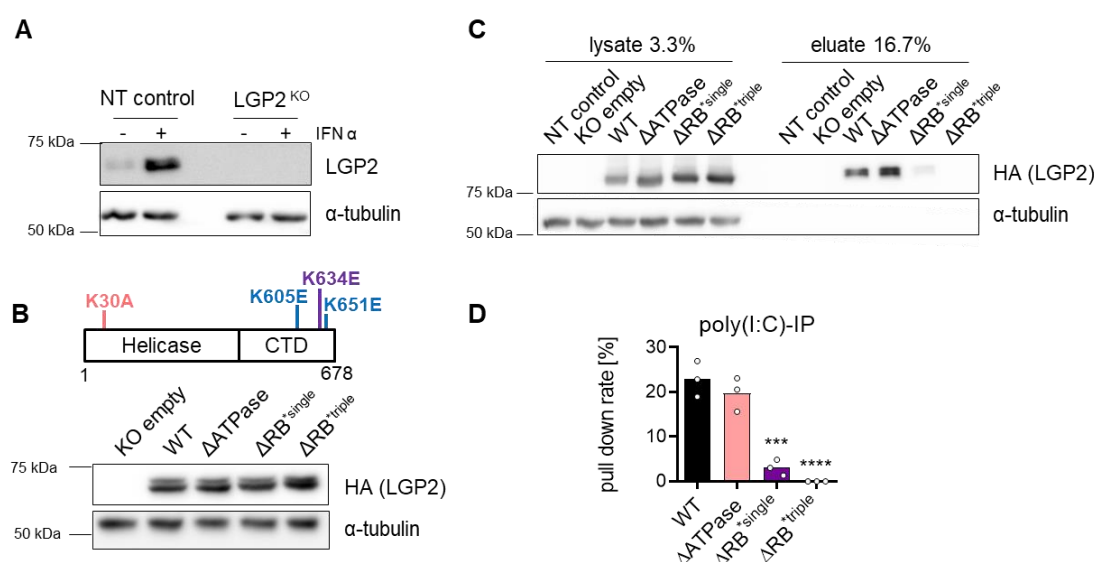 A
NT control LGP2 KO
- + - + IFN α
75 kDa
LGP2
α-tubulin
50 kDa
B
K30A
K605E
K634E
K651E
Helicase CTD
1 678
KO empty WT ΔATPase ΔRB*single ΔRB*triple
75 kDa
HA (LGP2)
α-tubulin
50 kDa
C
lysate 3.3% eluate 16.7%
NT control KO empty WT ΔATPase ΔRB*single ΔRB*triple NT control KO empty WT ΔATPase ΔRB*single ΔRB*triple
HA (LGP2)
75 kDa
α-tubulin
50 kDa
D
poly(I:C)-IP
pull down rate [%]
30
20
10
0
***
****
WT ΔATPase ΔRB*single ΔRB*triple